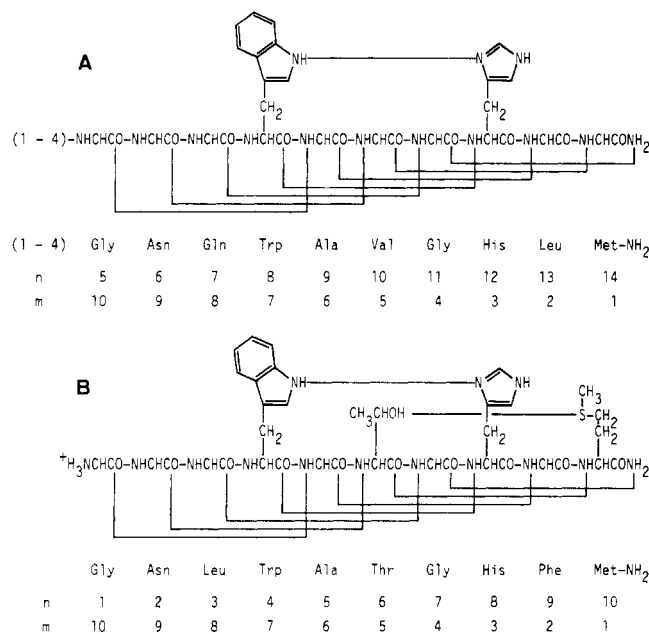 A
NH
N
NH
CH2
CH2
(1 - 4) -NHCHCO-NHCHCO-NHCHCO-NHCHCO-NHCHCO-NHCHCO-NHCHCO-NHCHCO-NHCHCO-NHCHCONH2
(1 - 4) Gly Asn Gln Trp Ala Val Gly His Leu Met-NH2
n 5 6 7 8 9 10 11 12 13 14
m 10 9 8 7 6 5 4 3 2 1
B
NH
N
NH
CH3
CH3CHOH
S-CH2
CH2
CH2
CH2
+H3NCHCO-NHCHCO-NHCHCO-NHCHCO-NHCHCO-NHCHCO-NHCHCO-NHCHCO-NHCHCO-NHCHCONH2
Gly Asn Leu Trp Ala Thr Gly His Phe Met-NH2
n 1 2 3 4 5 6 7 8 9 10
m 10 9 8 7 6 5 4 3 2 1